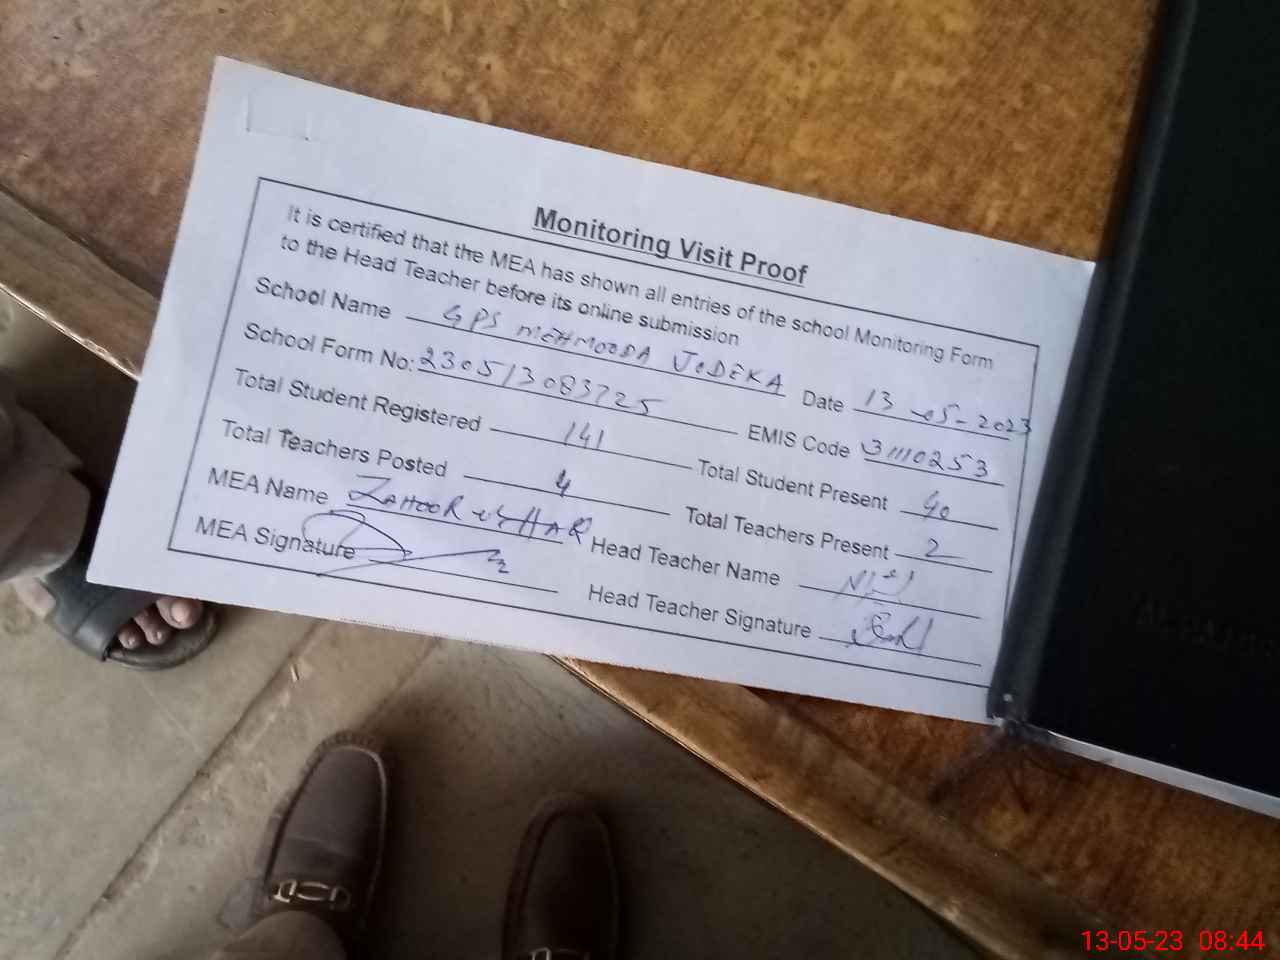 Monitoring Visit Proof
It is certified that the MEA has shown all entries of the school Monitoring Form
to the Head Teacher before its online submission
School Name GPS MEHMOODA JODEKA Date 13-05-2023
School Form No: 230513083725 EMIS Code 31110253
Total Student Registered 141 Total Student Present 40
Total Teachers Posted 4 Total Teachers Present 2
MEA Name ZAHOOR UL HAQ Head Teacher Name
MEA Signature Head Teacher Signature
13-05-23 08:44